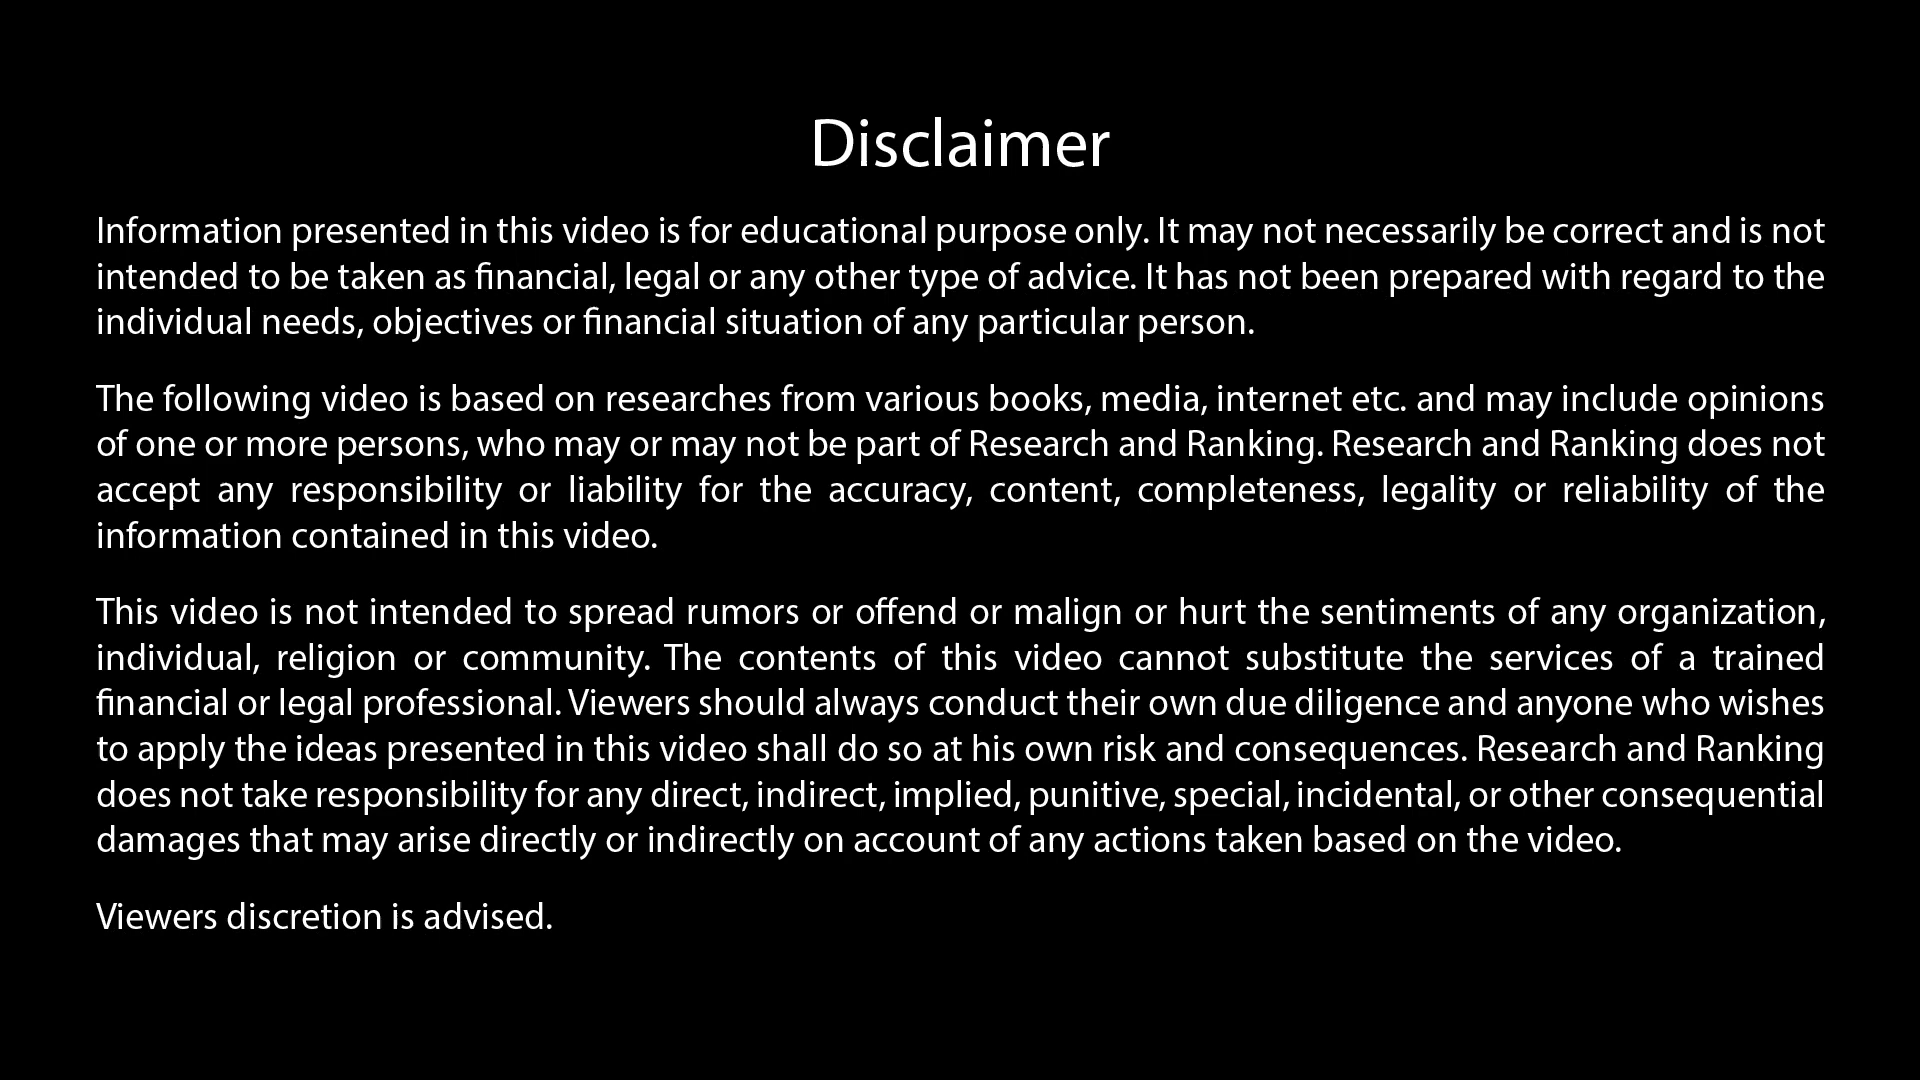 Disclaimer
Information presented in this video is for educational purpose only. It may not necessarily be correct and is not
intended to be taken as financial, legal or any other type of advice. It has not been prepared with regard to the
individual needs, objectives or financial situation of any particular person.
The following video is based on researches from various books, media, internet etc. and may include opinions
of one or more persons, who may or may not be part of Research and Ranking. Research and Ranking does not
accept any responsibility or liability for the accuracy, content, completeness, legality or reliability of the
information contained in this video.
This video is not intended to spread rumors or offend or malign or hurt the sentiments of any organization,
individual, religion or community. The contents of this video cannot substitute the services of a trained
financial or legal professional. Viewers should always conduct their own due diligence and anyone who wishes
to apply the ideas presented in this video shall do so at his own risk and consequences. Research and Ranking
does not take responsibility for any direct, indirect, implied, punitive, special, incidental, or other consequential
damages that may arise directly or indirectly on account of any actions taken based on the video.
Viewers discretion is advised.